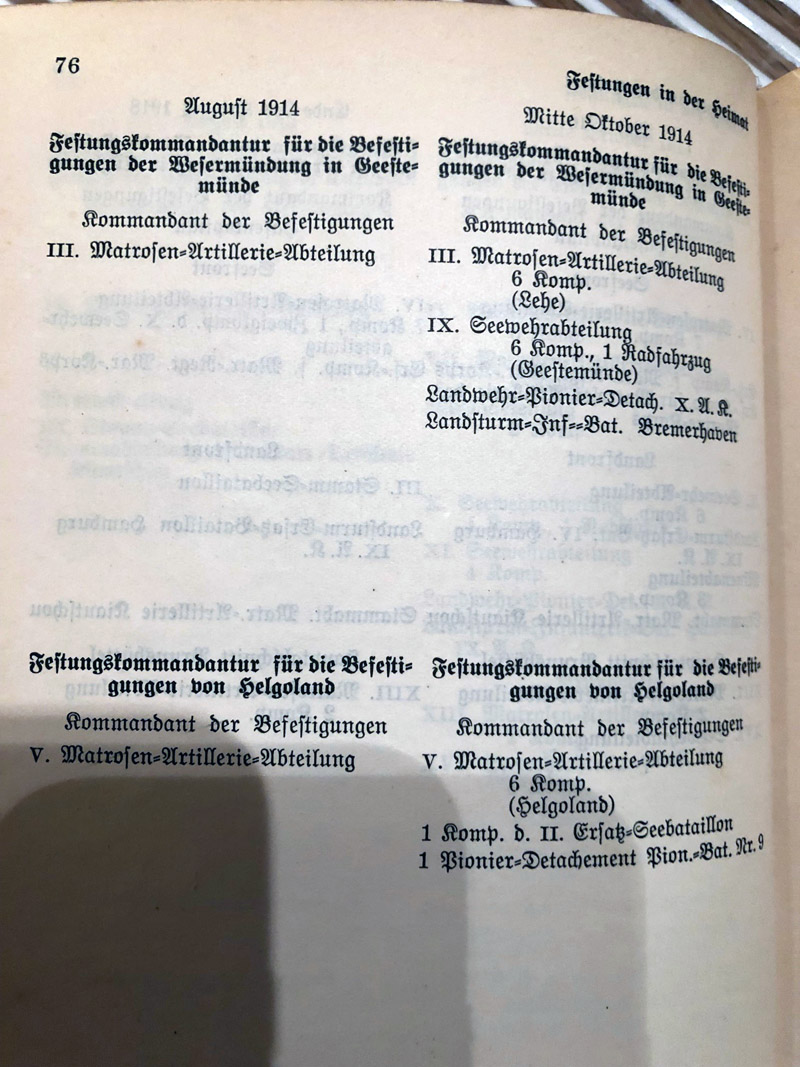 76
Festungen in der Heimat
August 1914
Festungskommandantur für die Befesti-
gungen der Wesermündung in Geeste-
münde
Kommandant der Befestigungen
III. Matrosen-Artillerie-Abteilung
Mitte Oktober 1914
Festungskommandantur für die Befesti-
gungen der Wesermündung in Geeste-
münde
Kommandant der Befestigungen
III. Matrosen-Artillerie-Abteilung
6 Komp.
(Lehe)
IX. Seewehrabteilung
6 Komp., 1 Radfahrzug
(Geestemünde)
Landwehr-Pionier-Detach. X. A. K.
Landsturm-Inf--Bat. Bremerhaven
Festungskommandantur für die Befesti-
gungen von Helgoland
Kommandant der Befestigungen
V. Matrosen-Artillerie-Abteilung
Festungskommandantur für die Befesti-
gungen von Helgoland
Kommandant der Befestigungen
V. Matrosen-Artillerie-Abteilung
6 Komp.
(Helgoland)
1 Komp. d. II. Ersatz-Seebataillon
1 Pionier-Detachement Pion.-Bat. Nr. 9